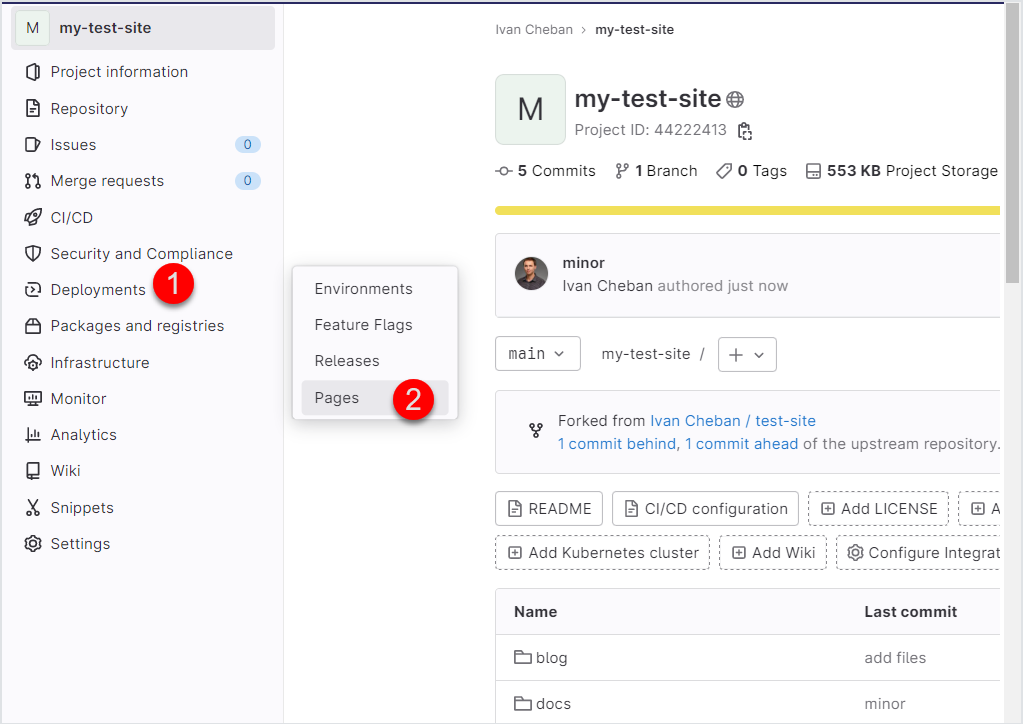 M my-test-site
Project information
Repository
Issues 0
Merge requests 0
CI/CD
Security and Compliance
Deployments 1
Packages and registries
Infrastructure
Monitor
Analytics
Wiki
Snippets
Settings
Environments
Feature Flags
Releases
Pages 2
Ivan Cheban > my-test-site
M
my-test-site
Project ID: 44222413
5 Commits 1 Branch 0 Tags 553 KB Project Storage
minor
Ivan Cheban authored just now
main my-test-site / +
Forked from Ivan Cheban / test-site
1 commit behind, 1 commit ahead of the upstream repository.
README CI/CD configuration Add LICENSE A
Add Kubernetes cluster Add Wiki Configure Integrat
Name Last commit
blog add files
docs minor